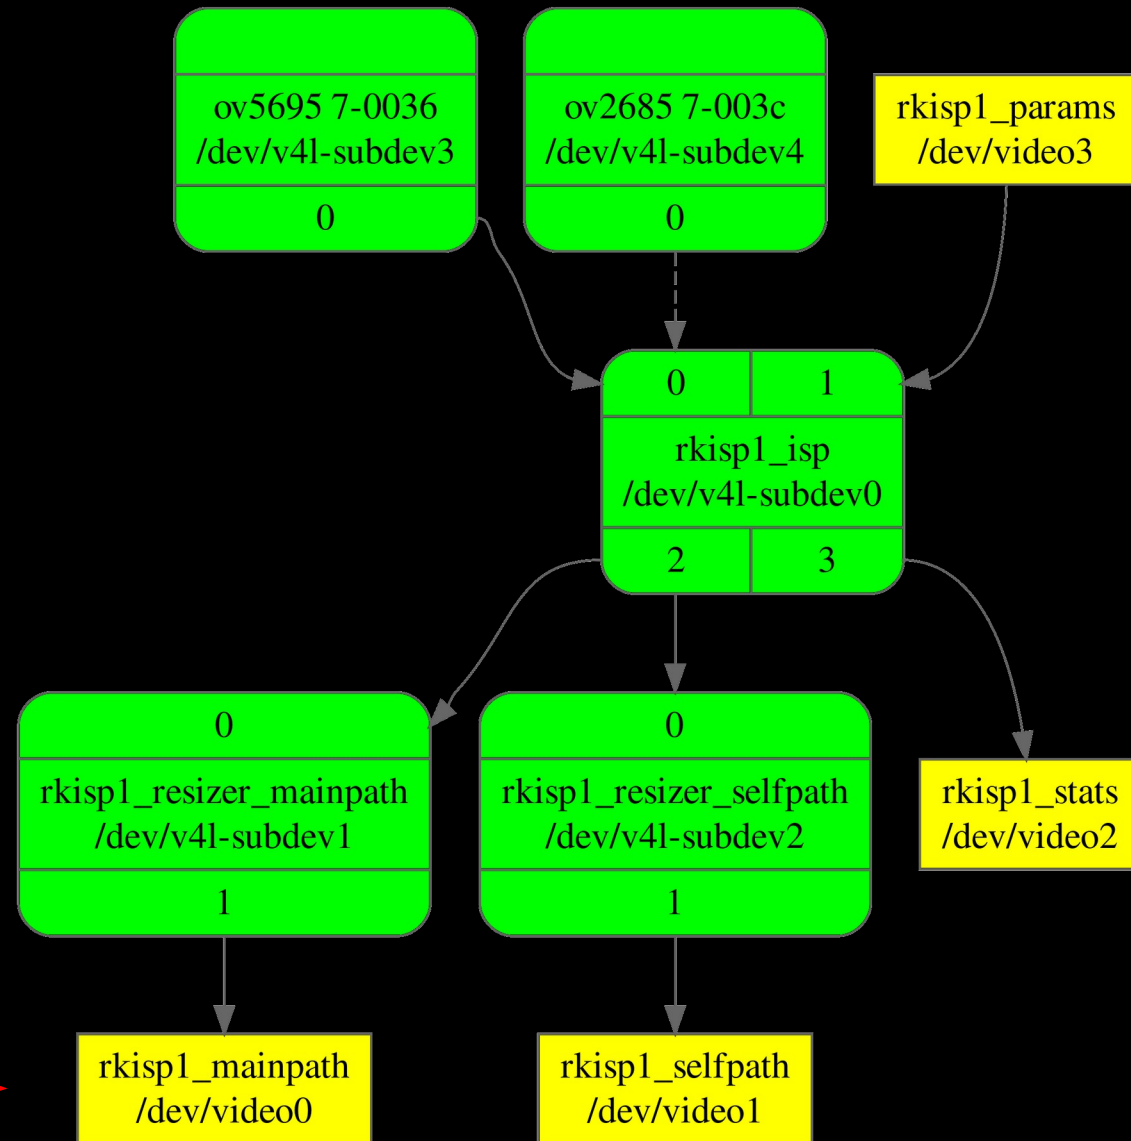 ov5695 7-0036
/dev/v4l-subdev3
0
ov2685 7-003c
/dev/v4l-subdev4
0
rkisp1_params
/dev/video3
0
1
rkisp1_isp
/dev/v4l-subdev0
2
3
0
rkisp1_resizer_mainpath
/dev/v4l-subdev1
1
0
rkisp1_resizer_selfpath
/dev/v4l-subdev2
1
rkisp1_stats
/dev/video2
rkisp1_mainpath
/dev/video0
rkisp1_selfpath
/dev/video1